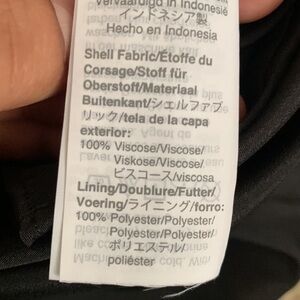 Vervaardigd in Indonesië
インドネシア製
Hecho en Indonesia
Shell Fabric/Étoffe du
Corsage/Stoff für
Oberstoff/Materiaal
Buitenkant/シェルファブ
リック/tela de la capa
exterior:
100% Viscose/Viscose/
Viskose/Viscose/
ビスコース/viscosa
Lining/Doublure/Futter/
Voering/ライニング/forro:
100% Polyester/Polyester/
Polyester/Polyester/
ポリエステル/
poliéster